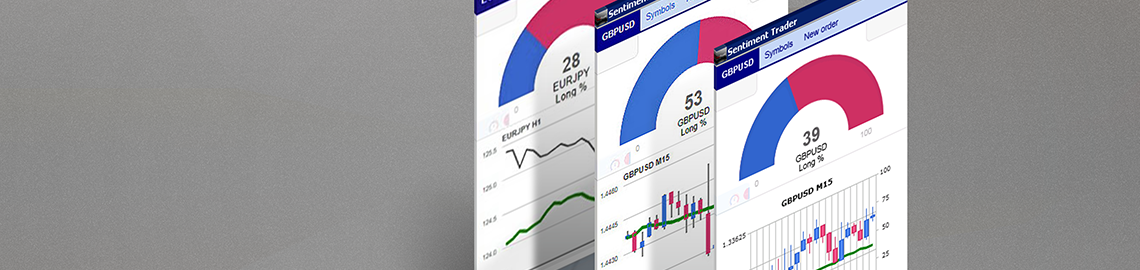 28
EURJPY
Long %
0
EURJPY H1
125.5
125.0
124.5
124.0
Sentiment
GBPUSD
Symbols
53
GBPUSD
Long %
0
GBPUSD M15
1.4460
1.4445
1.4430
Sentiment Trader
GBPUSD
Symbols
New order
39
GBPUSD
Long %
0
100
GBPUSD M15
100
75
50
25
1.33625